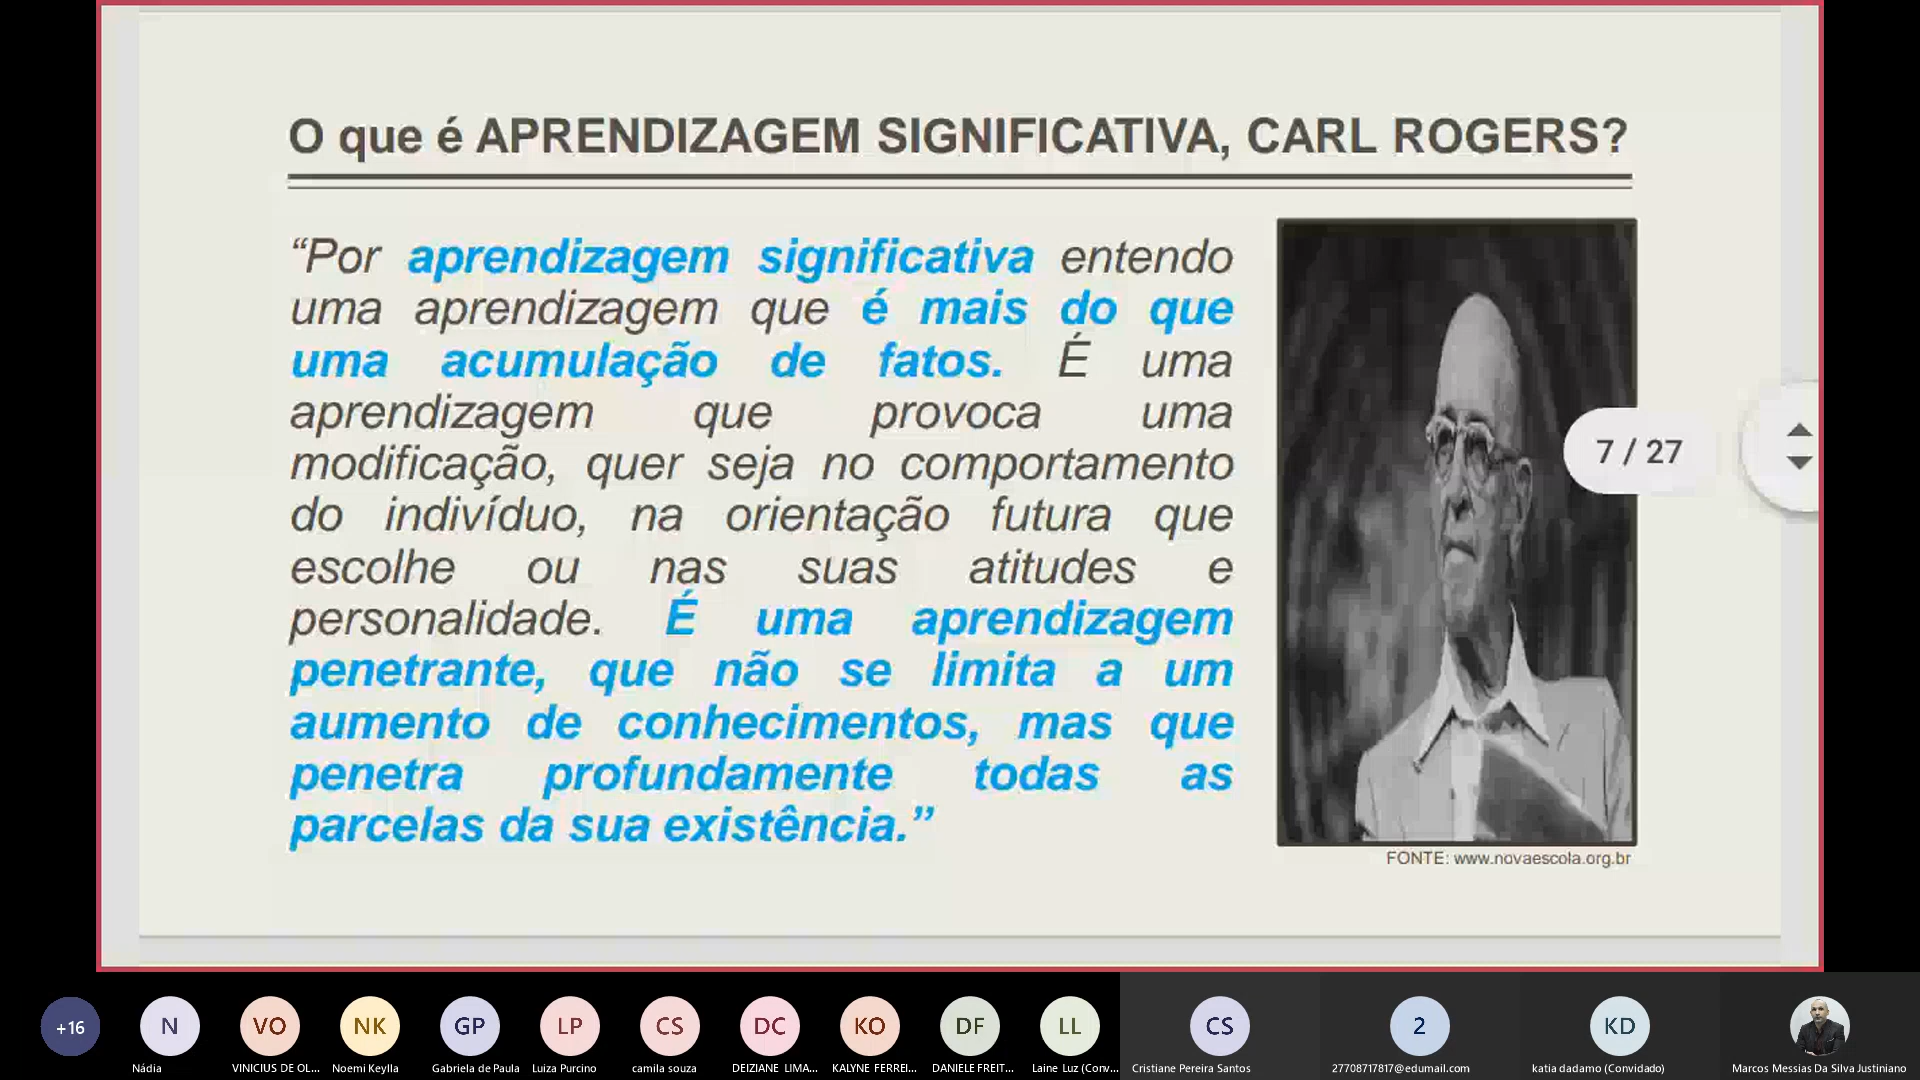 O que é APRENDIZAGEM SIGNIFICATIVA, CARL ROGERS?
“Por aprendizagem significativa entendo
uma aprendizagem que é mais do que
uma acumulação de fatos. É uma
aprendizagem que provoca uma
modificação, quer seja no comportamento
do indivíduo, na orientação futura que
escolhe ou nas suas atitudes e
personalidade. É uma aprendizagem
penetrante, que não se limita a um
aumento de conhecimentos, mas que
penetra profundamente todas as
parcelas da sua existência.”
7 / 27
FONTE: www.novaescola.org.br
+16 N VO NK GP LP CS DC KO DF LL CS 2 KD
Nádia VINICIUS DE OL... Noemi Keylla Gabriela de Paula Luiza Purcino camila souza DEIZIANE LIMA... KALYNE FERREI... DANIELE FREIT... Laine Luz (Conv... Cristiane Pereira Santos 27708717817@edumail.com katia dadamo (Convidado) Marcos Messias Da Silva Justiniano